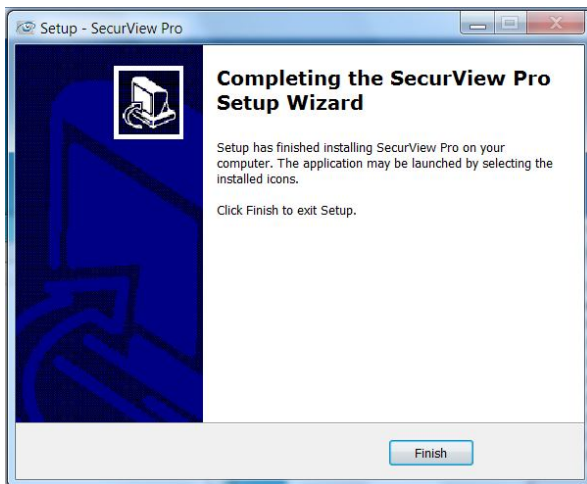 Setup - SecurView Pro
Completing the SecurView Pro
Setup Wizard
Setup has finished installing SecurView Pro on your
computer. The application may be launched by selecting the
installed icons.
Click Finish to exit Setup.
Finish